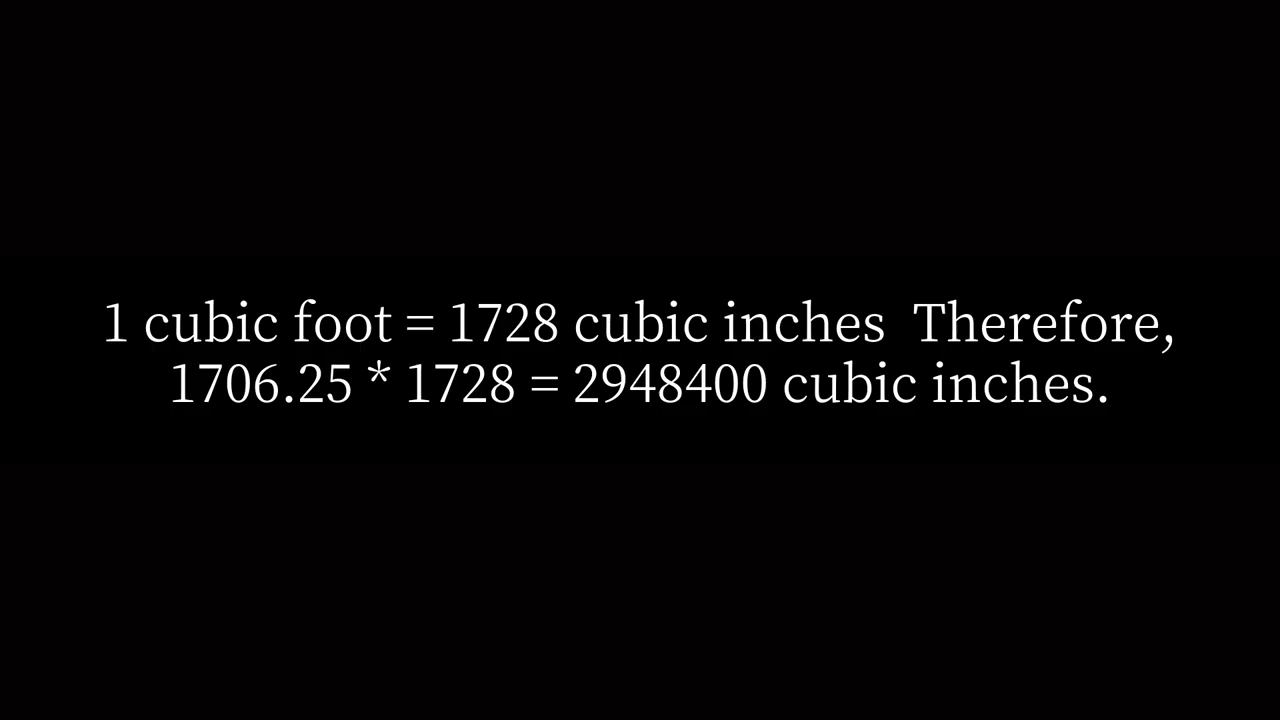 1 cubic foot = 1728 cubic inches  Therefore,
1706.25 * 1728 = 2948400 cubic inches.